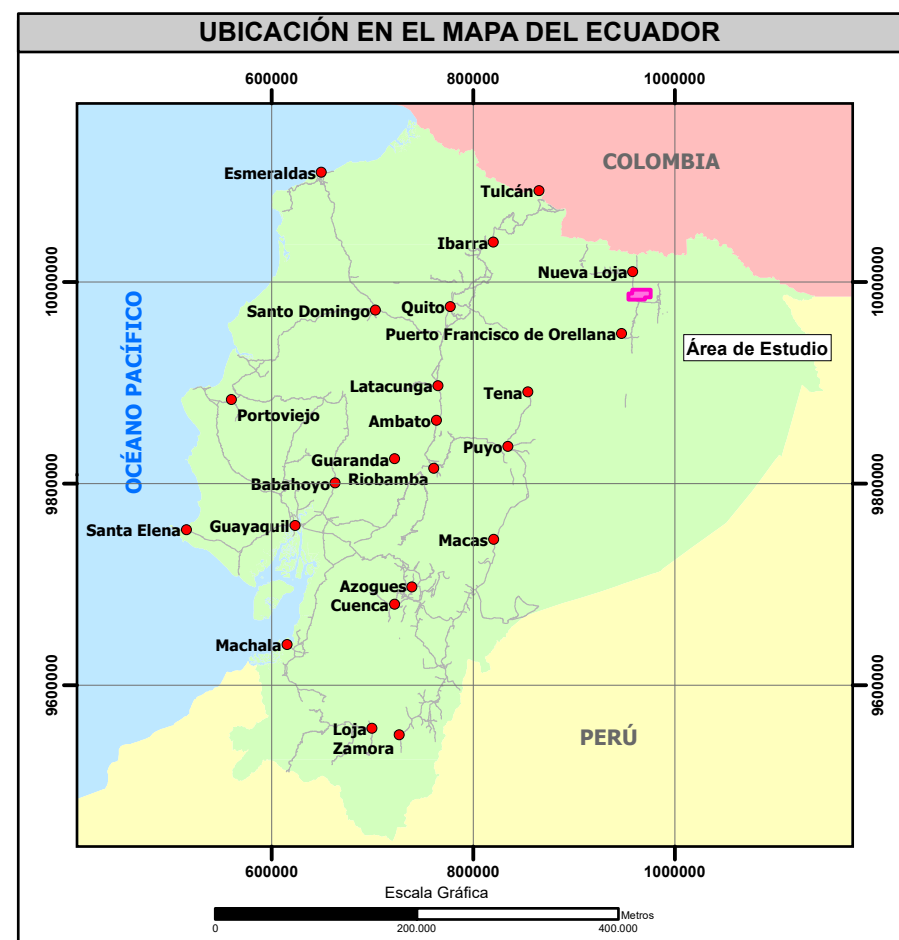 UBICACIÓN EN EL MAPA DEL ECUADOR
600000 800000 1000000
COLOMBIA
Esmeraldas
Tulcán
Ibarra
Nueva Loja
10000000 10000000
Santo Domingo
Quito
Puerto Francisco de Orellana
Área de Estudio
OCÉANO PACÍFICO
Latacunga
Tena
Portoviejo
Ambato
Puyo
Guaranda
Riobamba
9800000 9800000
Babahoyo
Guayaquil
Santa Elena
Macas
Azogues
Cuenca
Machala
9600000 9600000
Loja
Zamora
PERÚ
600000 800000 1000000
Escala Gráfica
Metros
0 200.000 400.000